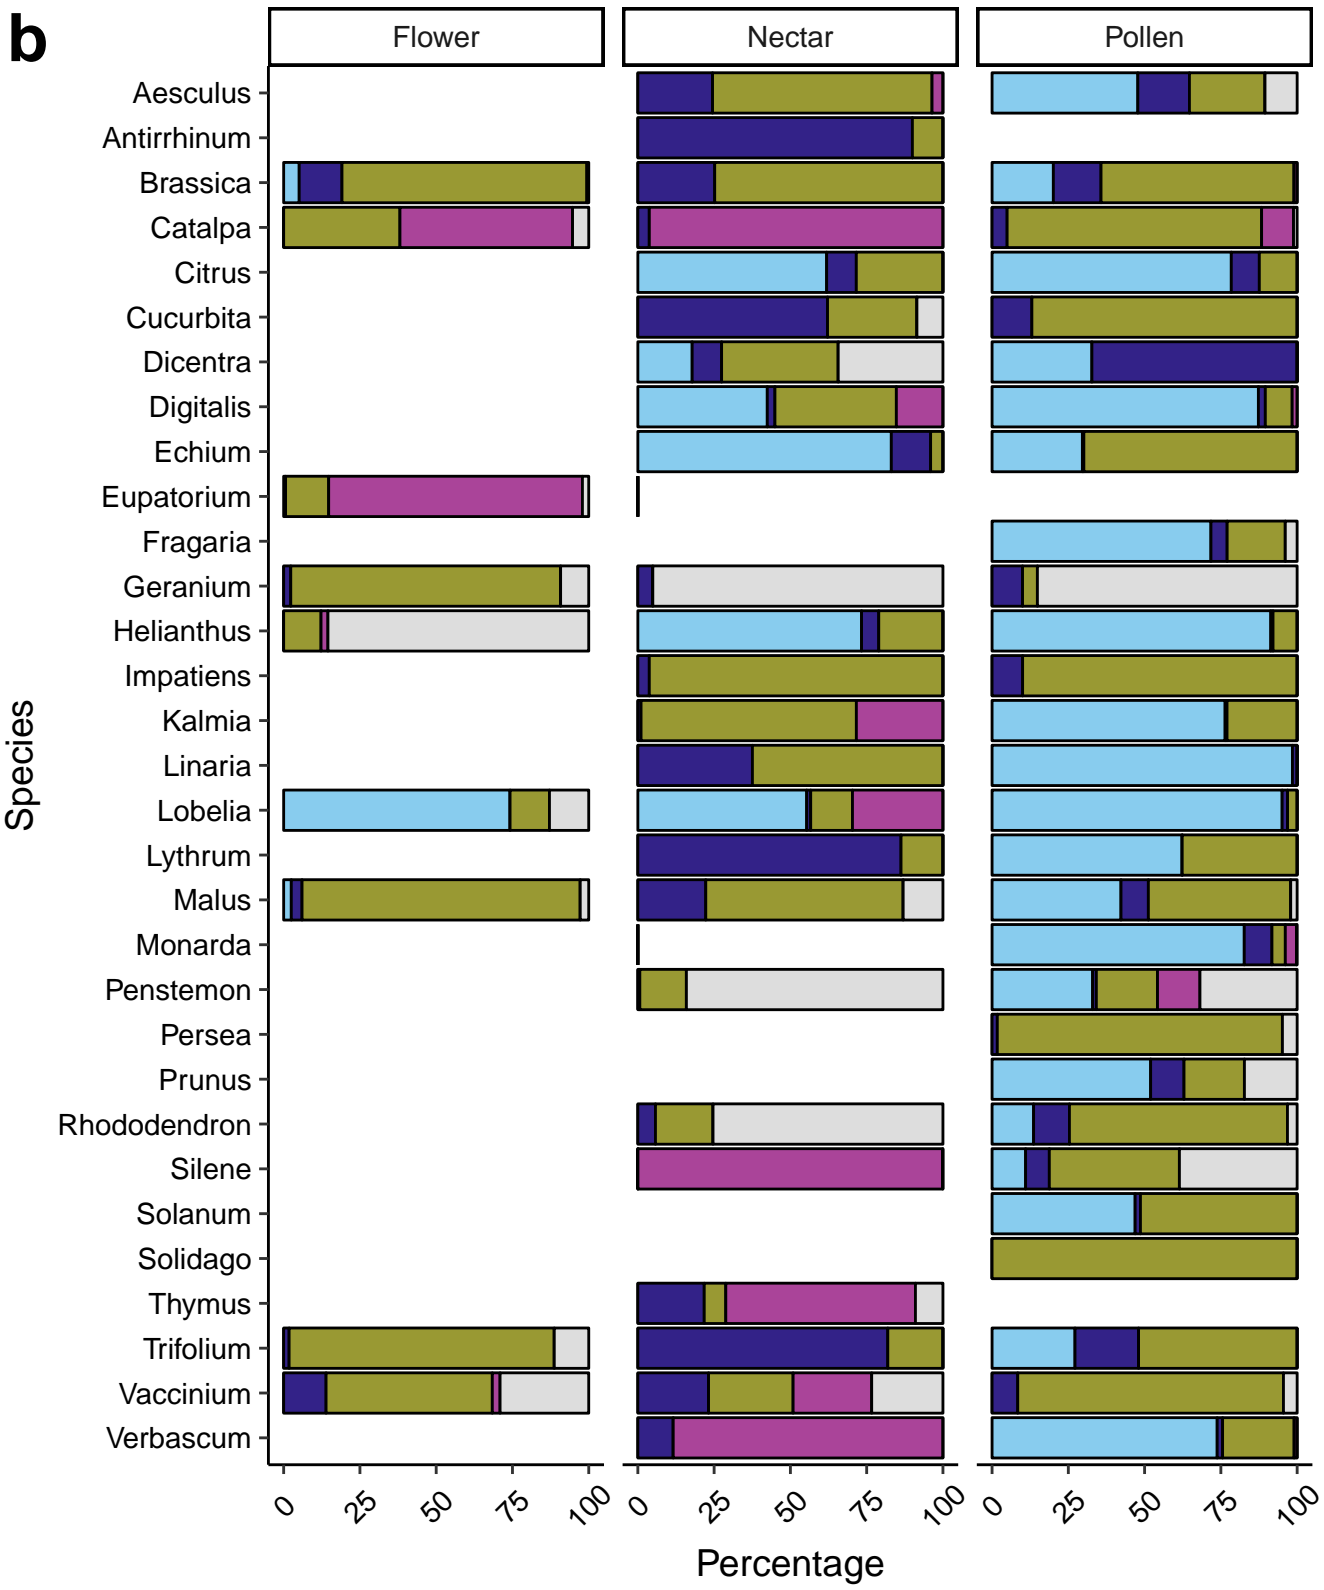 b
Flower Nectar Pollen
Aesculus
Antirrhinum
Brassica
Catalpa
Citrus
Cucurbita
Dicentra
Digitalis
Echium
Eupatorium
Fragaria
Geranium
Helianthus
Impatiens
Kalmia
Linaria
Lobelia
Lythrum
Malus
Monarda
Penstemon
Persea
Prunus
Rhododendron
Silene
Solanum
Solidago
Thymus
Trifolium
Vaccinium
Verbascum
Species
0 25 50 75 100 0 25 50 75 100 0 25 50 75 100
Percentage